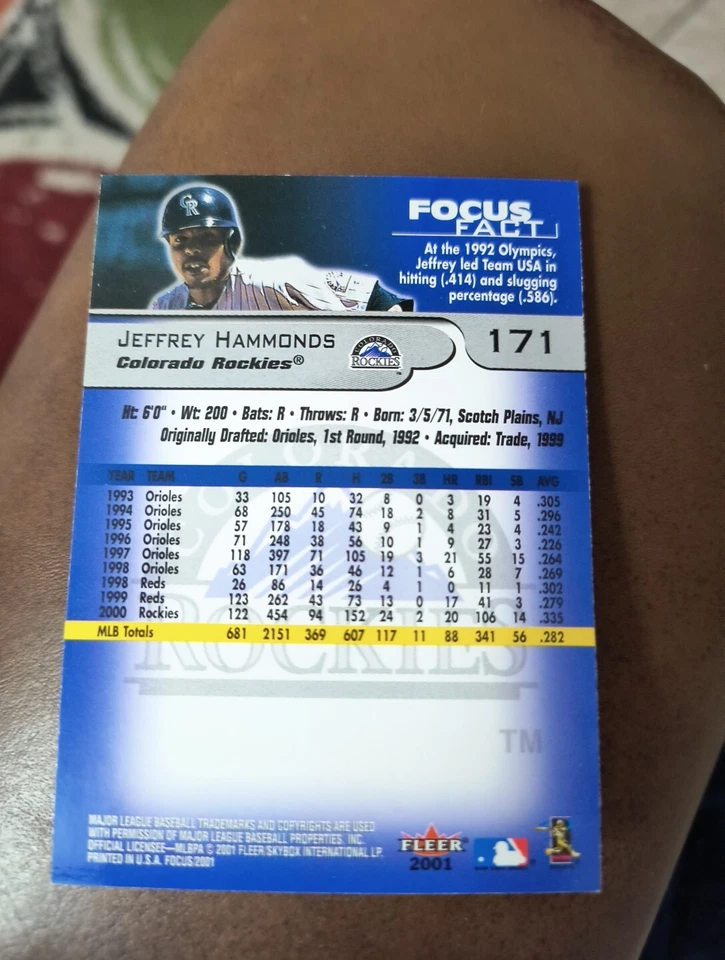 CR
FOCUS
FACT
At the 1992 Olympics,
Jeffrey led Team USA in
hitting (.414) and slugging
percentage (.586).
JEFFREY HAMMONDS
Colorado Rockies®
COLORADO
ROCKIES
171
Ht: 6'0" • Wt: 200 • Bats: R • Throws: R • Born: 3/5/71, Scotch Plains, NJ
Originally Drafted: Orioles, 1st Round, 1992 • Acquired: Trade, 1999
YEAR TEAM G AB R H 2B 3B HR RBI SB AVG
1993 Orioles 33 105 10 32 8 0 3 19 4 .305
1994 Orioles 68 250 45 74 18 2 8 31 5 .296
1995 Orioles 57 178 18 43 9 1 4 23 4 .242
1996 Orioles 71 248 38 56 10 1 9 27 3 .226
1997 Orioles 118 397 71 105 19 3 21 55 15 .264
1998 Orioles 63 171 36 46 12 1 6 28 7 .269
1998 Reds 26 86 14 26 4 1 0 11 1 .302
1999 Reds 123 262 43 73 13 0 17 41 3 .279
2000 Rockies 122 454 94 152 24 2 20 106 14 .335
MLB Totals 681 2151 369 607 117 11 88 341 56 .282
COLORADO
ROCKIES
TM
MAJOR LEAGUE BASEBALL TRADEMARKS AND COPYRIGHTS ARE USED
WITH PERMISSION OF MAJOR LEAGUE BASEBALL PROPERTIES, INC.
OFFICIAL LICENSEE—MLBPA © 2001 FLEER/SKYBOX INTERNATIONAL LP.
PRINTED IN U.S.A. FOCUS/2001
FLEER
2001